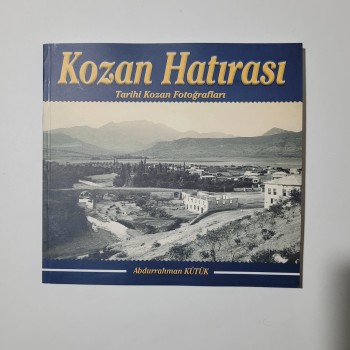 Kozan Hatırası
Tarihi Kozan Fotoğrafları
Abdurrahman KÜTÜK